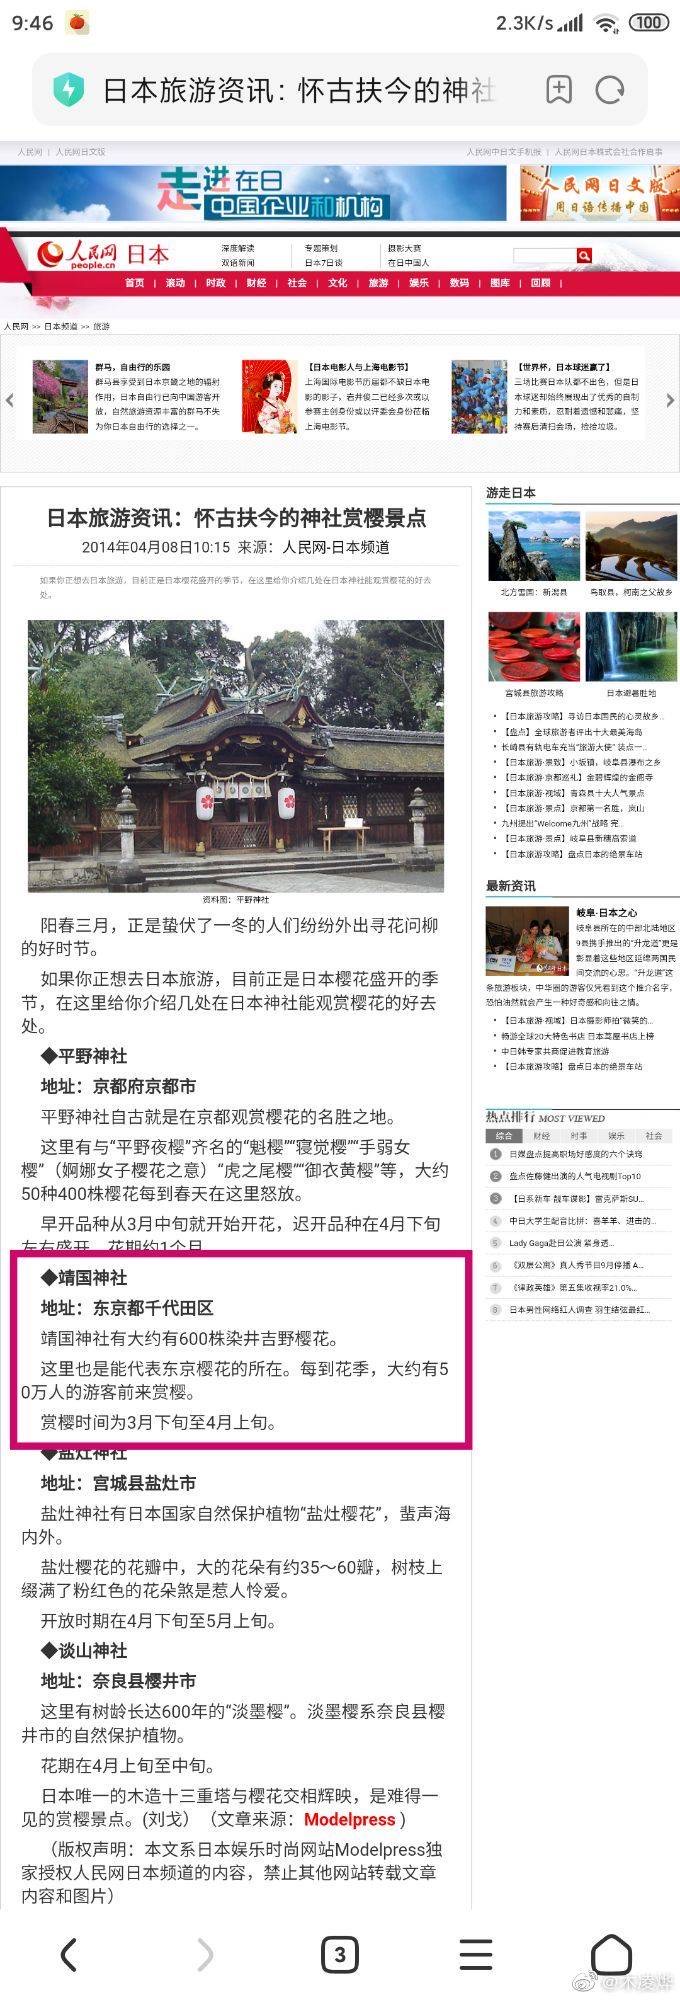 9:46
2.3K/s
100
日本旅游资讯：怀古扶今的神社
人民网 | 人民网日文版
人民网中日文手机报 | 人民网日本株式会社合作启事
走进在日
中国企业和机构
人民网日文版
用日语传播中国
人民网 日本
people.cn
深度解读
专题策划
摄影大赛
双语新闻
日本7日谈
在日中国人
首页 | 滚动 | 时政 | 财经 | 社会 | 文化 | 旅游 | 娱乐 | 数码 | 图库 | 回顾 |
人民网 >> 日本频道 >> 旅游
群马，自由行的乐园
群马县享受到日本京畿之地的辐射
作用，日本自由行已向中国游客开
放，自然旅游资源丰富的群马不失
为你日本自由行的选择之一。
【日本电影人与上海电影节】
上海国际电影节历届都不缺日本电
影的影子，岩井俊二已经多次或以
参赛主创身份或以评委会身份莅临
上海电影节。
【世界杯，日本球迷赢了】
三场比赛日本队都不出色，但是日
本球迷却始终展现出了优秀的自制
力和素质，忍耐着遗憾和悲痛，坚
持赛后清扫会场，捡捡垃圾。
日本旅游资讯：怀古扶今的神社赏樱景点
2014年04月08日10:15 来源：人民网-日本频道
如果你正想去日本旅游，目前正是日本樱花盛开的季节，在这里给你介绍几处在日本神社能观赏樱花的好去
处。
资料图：平野神社
阳春三月，正是蛰伏了一冬的人们纷纷外出寻花问柳
的好时节。
如果你正想去日本旅游，目前正是日本樱花盛开的季
节，在这里给你介绍几处在日本神社能观赏樱花的好去
处。
◆平野神社
地址：京都府京都市
平野神社自古就是在京都观赏樱花的名胜之地。
这里有与“平野夜樱”齐名的“魁樱”“寝觉樱”“手弱女
樱”（婀娜女子樱花之意）“虎之尾樱”“御衣黄樱”等，大约
50种400株樱花每到春天在这里怒放。
早开品种从3月中旬就开始开花，迟开品种在4月下旬
左右盛开，花期约1个月
◆靖国神社
地址：东京都千代田区
靖国神社有大约有600株染井吉野樱花。
这里也是能代表东京樱花的所在。每到花季，大约有5
0万人的游客前来赏樱。
赏樱时间为3月下旬至4月上旬。
◆盐灶神社
地址：宫城县盐灶市
盐灶神社有日本国家自然保护植物“盐灶樱花”，蜚声海
内外。
盐灶樱花的花瓣中，大的花朵有约35～60瓣，树枝上
缀满了粉红色的花朵煞是惹人怜爱。
开放时期在4月下旬至5月上旬。
◆谈山神社
地址：奈良县樱井市
这里有树龄长达600年的“淡墨樱”。淡墨樱系奈良县樱
井市的自然保护植物。
花期在4月上旬至中旬。
日本唯一的木造十三重塔与樱花交相辉映，是难得一
见的赏樱景点。(刘戈）（文章来源：Modelpress )
（版权声明：本文系日本娱乐时尚网站Modelpress独
家授权人民网日本频道的内容，禁止其他网站转载文章
内容和图片）
游走日本
北方雪国：新潟县
鸟取县，柯南之父故乡
宫城县旅游攻略
日本避暑胜地
【日本旅游攻略】寻访日本国民的心灵故乡…
【盘点】全球旅游者评出十大最美海岛
长崎县有轨电车充当“旅游大使” 装点一…
【日本旅游·景致】小坂镇，岐阜县瀑布之乡
【日本旅游·京都巡礼】金碧辉煌的金阁寺
【日本旅游·视域】青森县十大人气景点
【日本旅游·景点】京都第一名胜，岚山
九州提出“Welcome九州”战略 完…
【日本旅游·景点】岐阜县新穗高索道
【日本旅游攻略】盘点日本的绝景车站
最新资讯
岐阜·日本之心
岐阜县所在的中部北陆地区
9县携手推出的“升龙道”更是
彰显着这些地区延绵两国民
间交流的心思。“升龙道”这
条旅游板块，中华圈的游客仅凭看到这个推介名字，
恐怕油然就会产生一种好奇感和向往之情。
【日本旅游·视域】日本摄影师拍“微笑的…
畅游全球20大特色书店 日本茑屋书店上榜
中日韩专家共商促进教育旅游
【日本旅游攻略】盘点日本的绝景车站
热点排行 MOST VIEWED
综合 财经 时事 娱乐 社会
1 日媒盘点提高职场好感度的六个诀窍
2 盘点佐藤健出演的人气电视剧Top10
3 【日系新车 靓车谍影】雷克萨斯SU…
4 中日大学生配音比拼：喜羊羊、进击的…
5 Lady Gaga赴日公演 紧身透…
6 《双层公寓》真人秀节目9月停播 A…
7 《律政英雄》第五集收视率21.0%…
8 日本男性网络红人调查 羽生结弦最红…
3